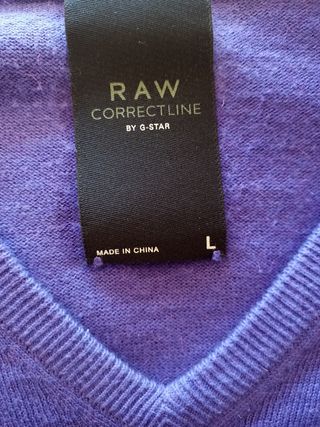 RAW
CORRECTLINE
BY G-STAR
MADE IN CHINA
L